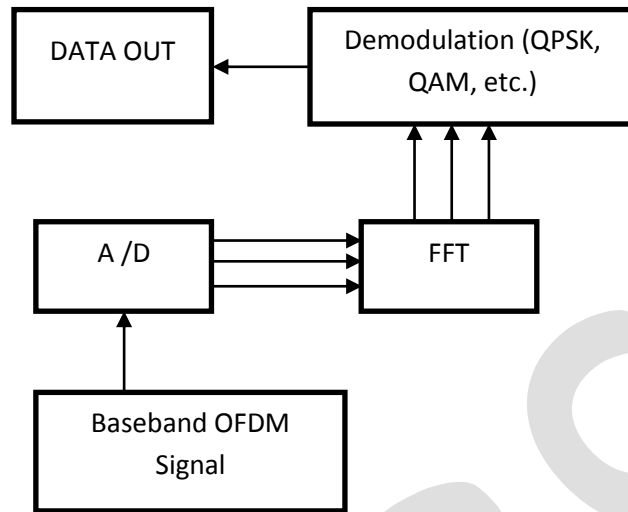 DATA OUT
Demodulation (QPSK,
QAM, etc.)
A /D
FFT
Baseband OFDM
Signal